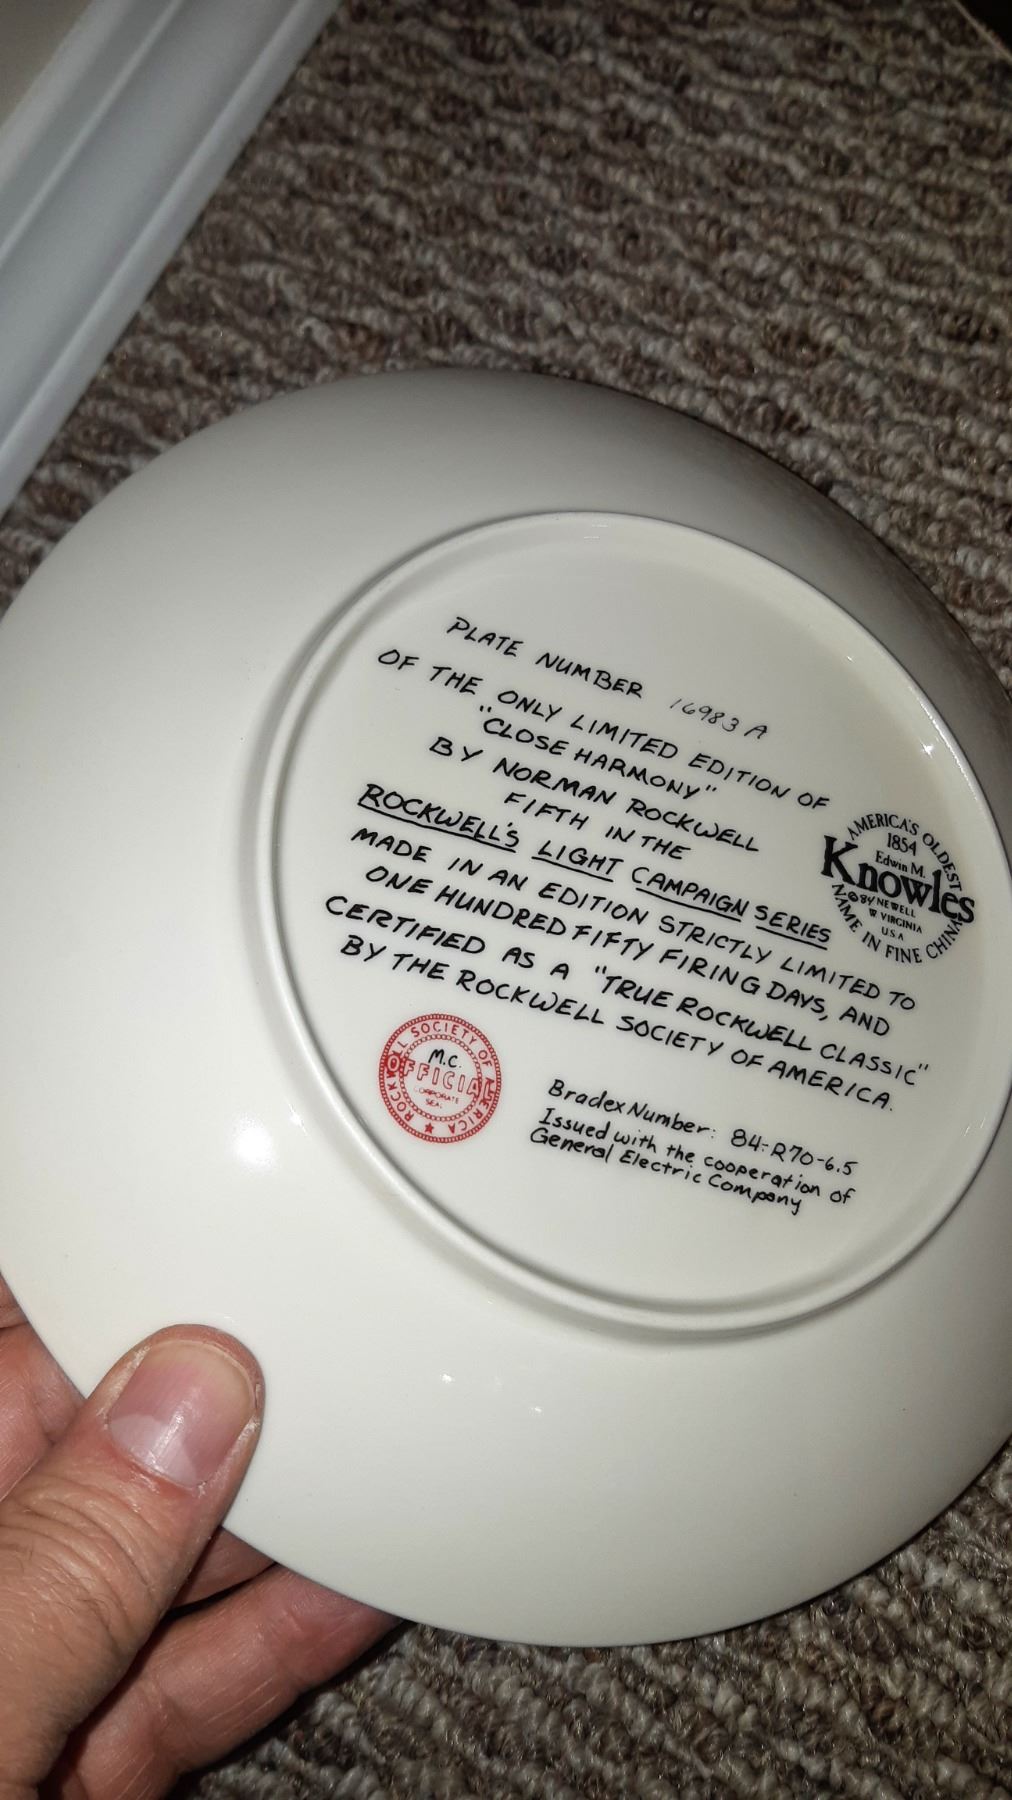 PLATE NUMBER 16983 A
OF THE ONLY LIMITED EDITION OF
"CLOSE HARMONY"
BY NORMAN ROCKWELL
FIFTH IN THE
ROCKWELL'S LIGHT CAMPAIGN SERIES
MADE IN AN EDITION STRICTLY LIMITED TO
ONE HUNDRED FIFTY FIRING DAYS, AND
CERTIFIED AS A "TRUE ROCKWELL CLASSIC"
BY THE ROCKWELL SOCIETY OF AMERICA.
AMERICA'S OLDEST
1854
Edwin M.
Knowles
© 84 NEWELL
W. VIRGINIA
U.S.A
NAME IN FINE CHINA
ROCKWELL SOCIETY OF AMERICA
M.C.
OFFICIAL
CORPORATE
SEAL
Bradex Number: 84-R70-6.5
Issued with the cooperation of
General Electric Company